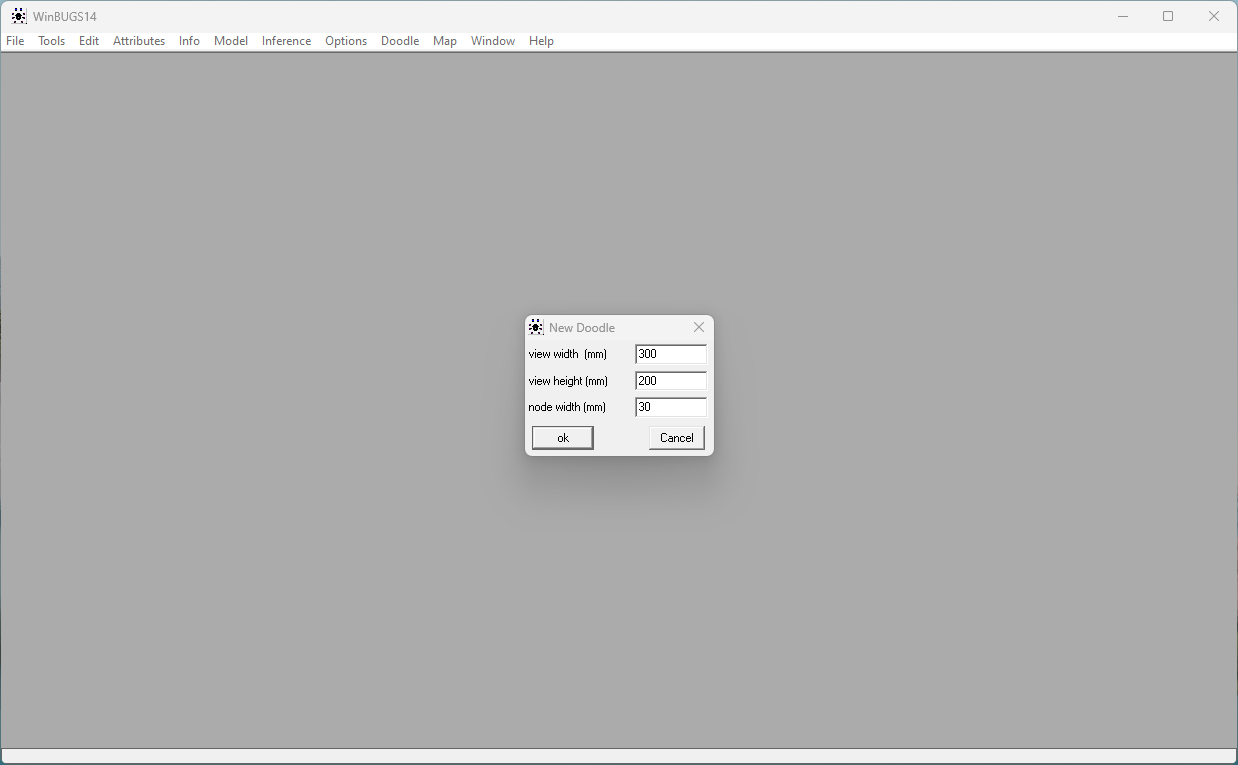 WinBUGS14
File Tools Edit Attributes Info Model Inference Options Doodle Map Window Help
New Doodle
view width (mm) 300
view height (mm) 200
node width (mm) 30
ok Cancel